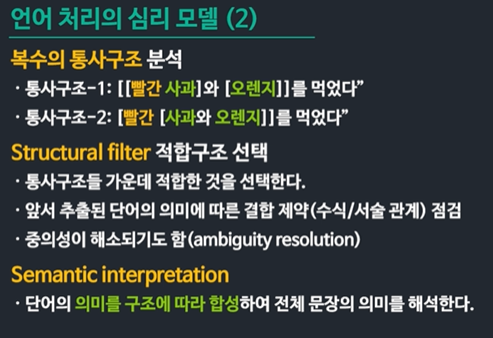 언어 처리의 심리 모델 (2)
복수의 통사구조 분석
· 통사구조-1: [[빨간 사과]와 [오렌지]]를 먹었다”
· 통사구조-2: [빨간 [사과와 오렌지]]를 먹었다”
Structural filter 적합구조 선택
· 통사구조들 가운데 적합한 것을 선택한다.
· 앞서 추출된 단어의 의미에 따른 결합 제약(수식/서술 관계) 점검
· 중의성이 해소되기도 함(ambiguity resolution)
Semantic interpretation
· 단어의 의미를 구조에 따라 합성하여 전체 문장의 의미를 해석한다.